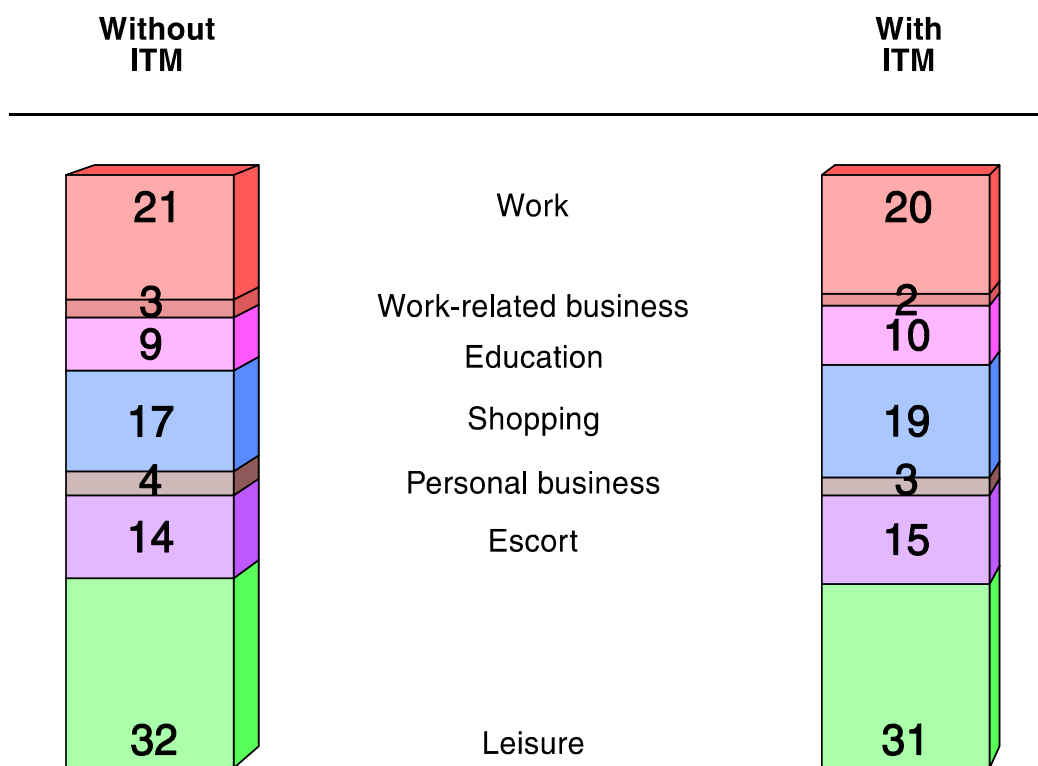 Without
ITM
With
ITM
21
Work
20
3
Work-related business
2
9
Education
10
17
Shopping
19
4
Personal business
3
14
Escort
15
32
Leisure
31